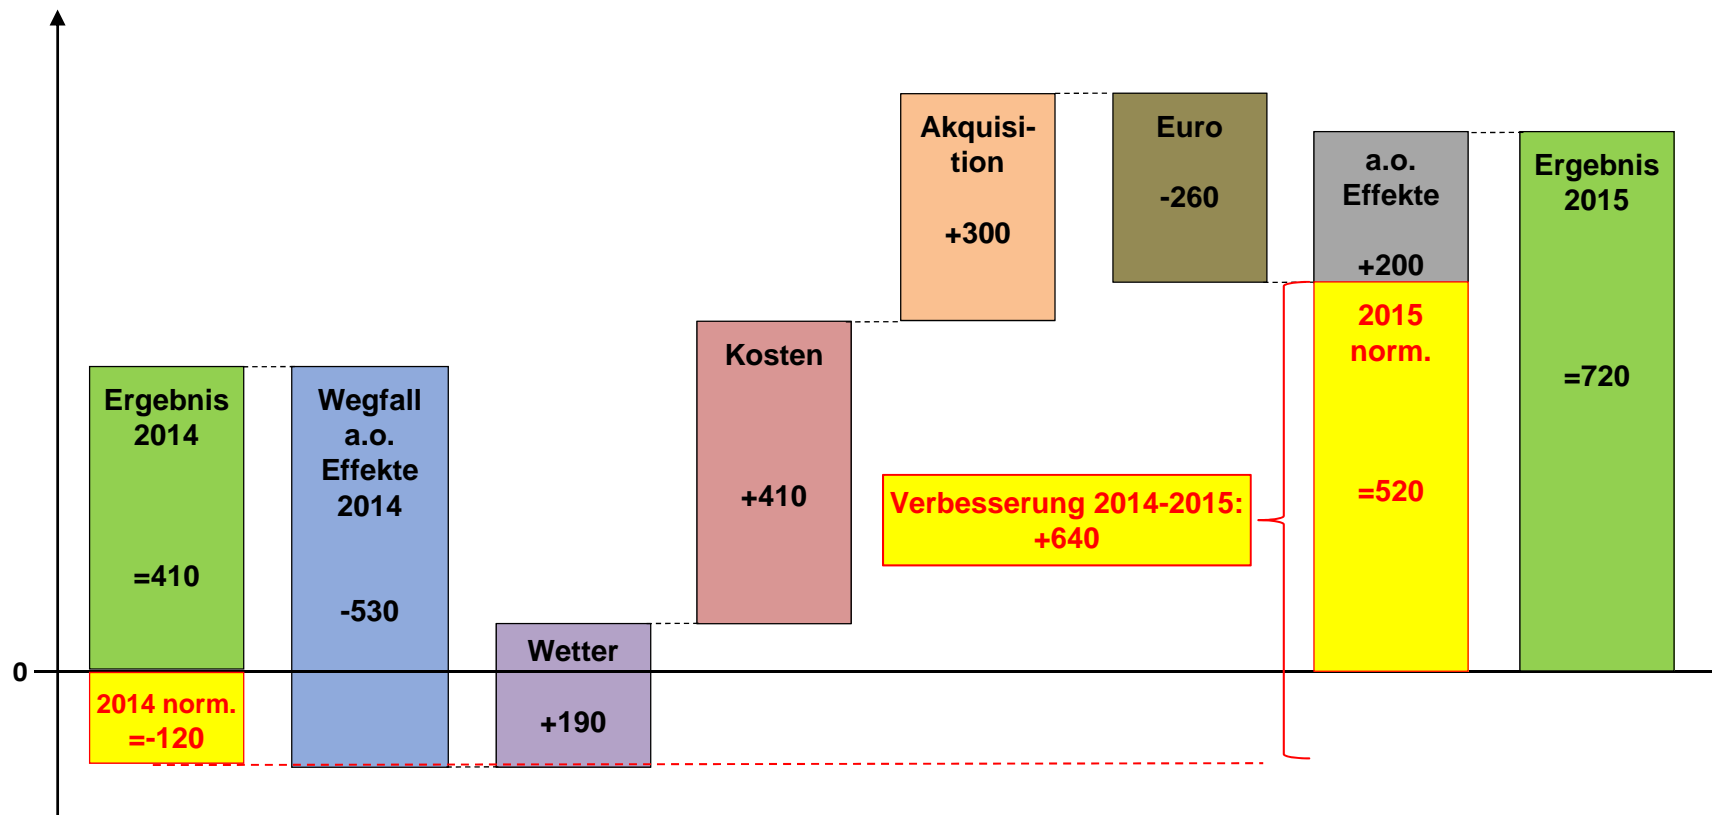 0
Ergebnis
2014
=410
2014 norm.
=-120
Wegfall
a.o.
Effekte
2014
-530
Wetter
+190
Kosten
+410
Akquisi-
tion
+300
Euro
-260
Verbesserung 2014-2015:
+640
a.o.
Effekte
+200
2015
norm.
=520
Ergebnis
2015
=720